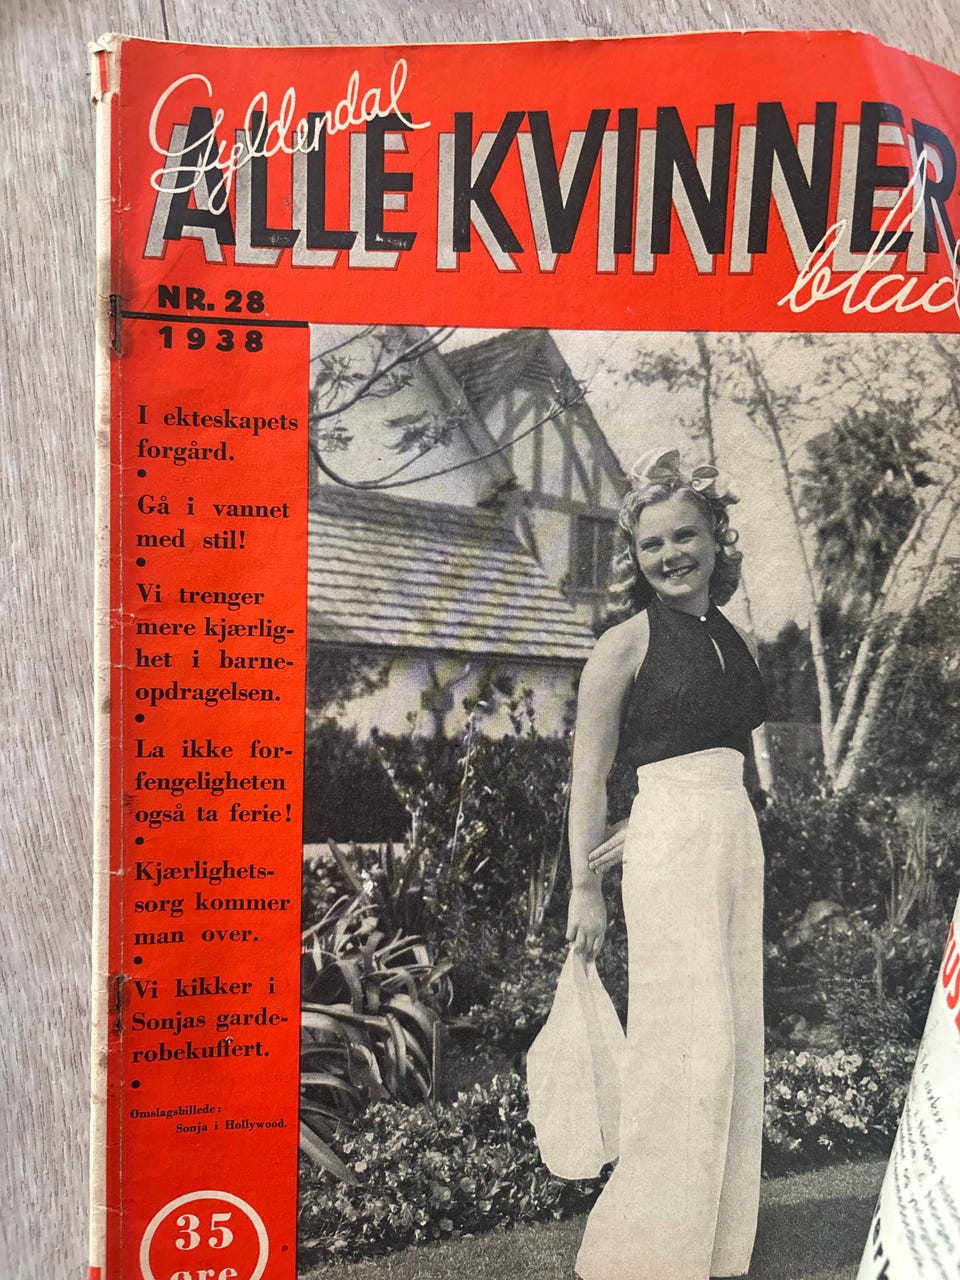 Gyldendal
ALLE KVINNER
blad
NR. 28
1938
I ekteskapets
forgård.
•
Gå i vannet
med stil!
•
Vi trenger
mere kjærlig-
het i barne-
opdragelsen.
•
La ikke for-
fengeligheten
også ta ferie!
•
Kjærlighets-
sorg kommer
man over.
•
Vi kikker i
Sonjas garde-
robekuffert.
•
Omslagsbillede:
Sonja i Hollywood.
35
øre